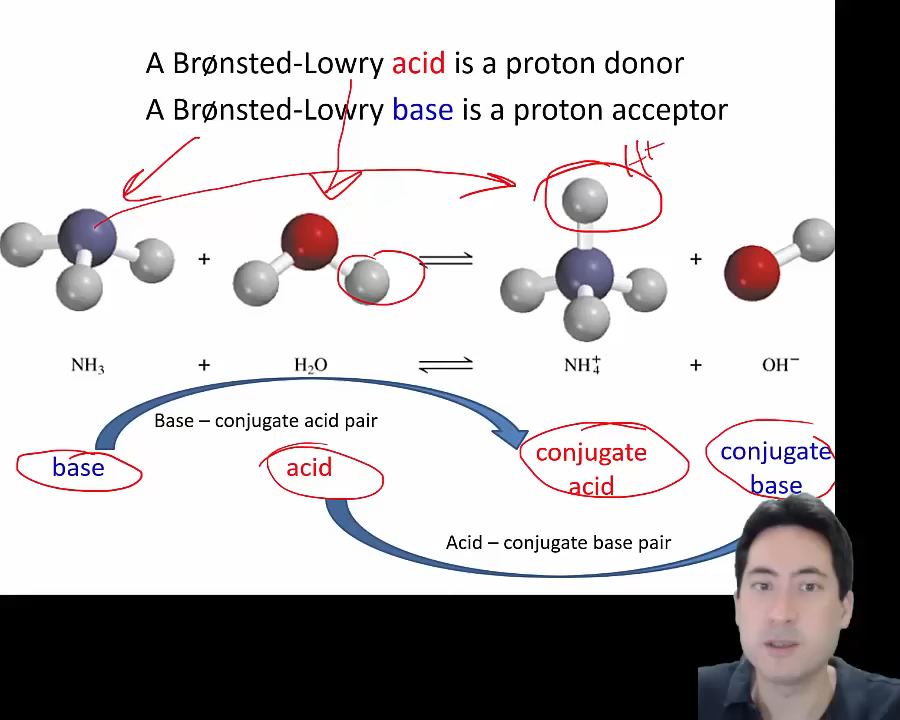 A Brønsted-Lowry acid is a proton donor
A Brønsted-Lowry base is a proton acceptor
H+
+
+
NH₃ + H₂O ⇌ NH₄⁺ + OH⁻
Base – conjugate acid pair
base
acid
conjugate
acid
conjugate
base
Acid – conjugate base pair